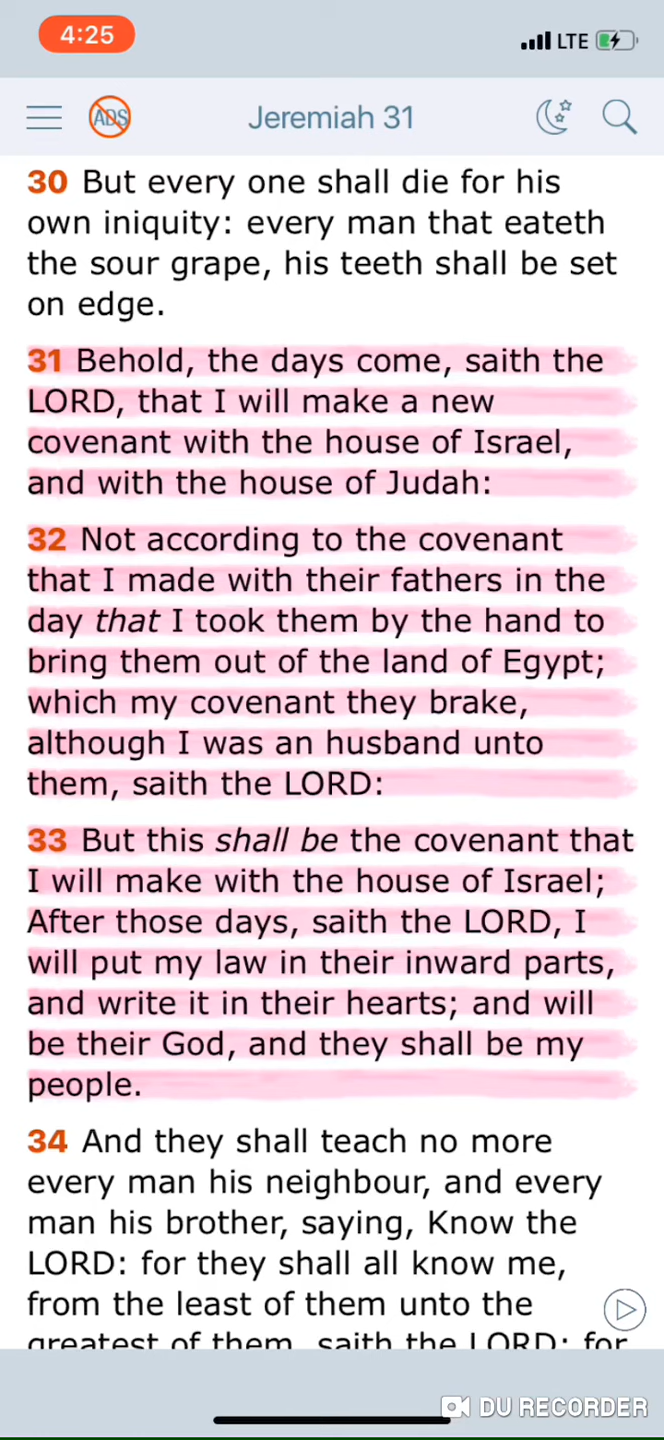 4:25
LTE
ADS
Jeremiah 31
30 But every one shall die for his
own iniquity: every man that eateth
the sour grape, his teeth shall be set
on edge.
31 Behold, the days come, saith the
LORD, that I will make a new
covenant with the house of Israel,
and with the house of Judah:
32 Not according to the covenant
that I made with their fathers in the
day that I took them by the hand to
bring them out of the land of Egypt;
which my covenant they brake,
although I was an husband unto
them, saith the LORD:
33 But this shall be the covenant that
I will make with the house of Israel;
After those days, saith the LORD, I
will put my law in their inward parts,
and write it in their hearts; and will
be their God, and they shall be my
people.
34 And they shall teach no more
every man his neighbour, and every
man his brother, saying, Know the
LORD: for they shall all know me,
from the least of them unto the
greatest of them, saith the LORD: for
DU RECORDER